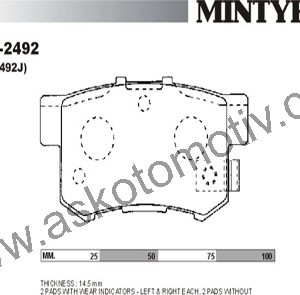 MINTY
-2492
492J)
www.askotomotiv.c
MM. 25 50 75 100
THICKNESS : 14.5 mm
2 PADS WITH WEAR INDICATORS - LEFT & RIGHT EACH, 2 PADS WITHOUT